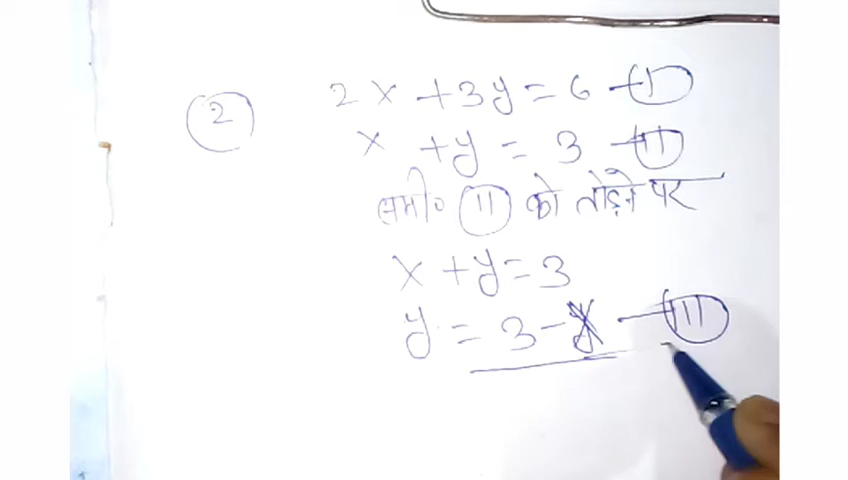 2 2x + 3y = 6 - I
x + y = 3 - II
समी० II को तोड़ने पर
x + y = 3
y = 3 - x - III